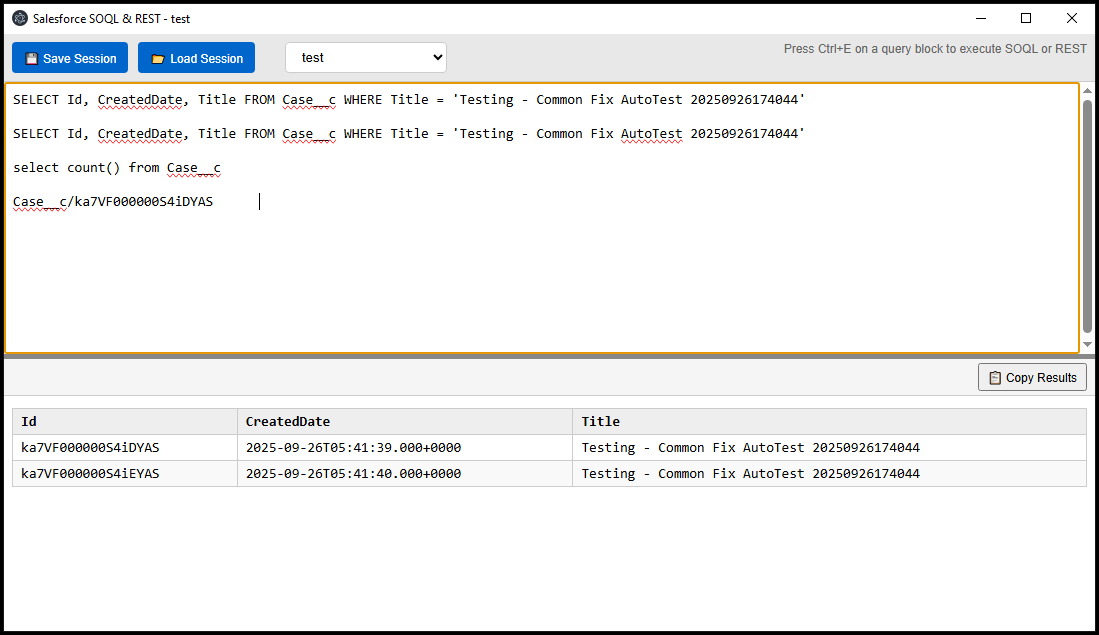 Salesforce SOQL & REST - test
Save Session Load Session test Press Ctrl+E on a query block to execute SOQL or REST
SELECT Id, CreatedDate, Title FROM Case__c WHERE Title = 'Testing - Common Fix AutoTest 20250926174044'
SELECT Id, CreatedDate, Title FROM Case__c WHERE Title = 'Testing - Common Fix AutoTest 20250926174044'
select count() from Case__c
Case__c/ka7VF000000S4iDYAS
Copy Results
Id CreatedDate Title
ka7VF000000S4iDYAS 2025-09-26T05:41:39.000+0000 Testing - Common Fix AutoTest 20250926174044
ka7VF000000S4iEYAS 2025-09-26T05:41:40.000+0000 Testing - Common Fix AutoTest 20250926174044